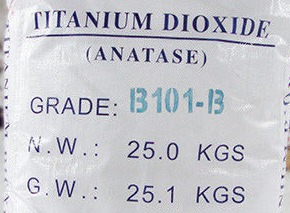 TITANIUM DIOXIDE
(ANATASE)
GRADE: B101-B
N.W.: 25.0 KGS
G.W.: 25.1 KGS